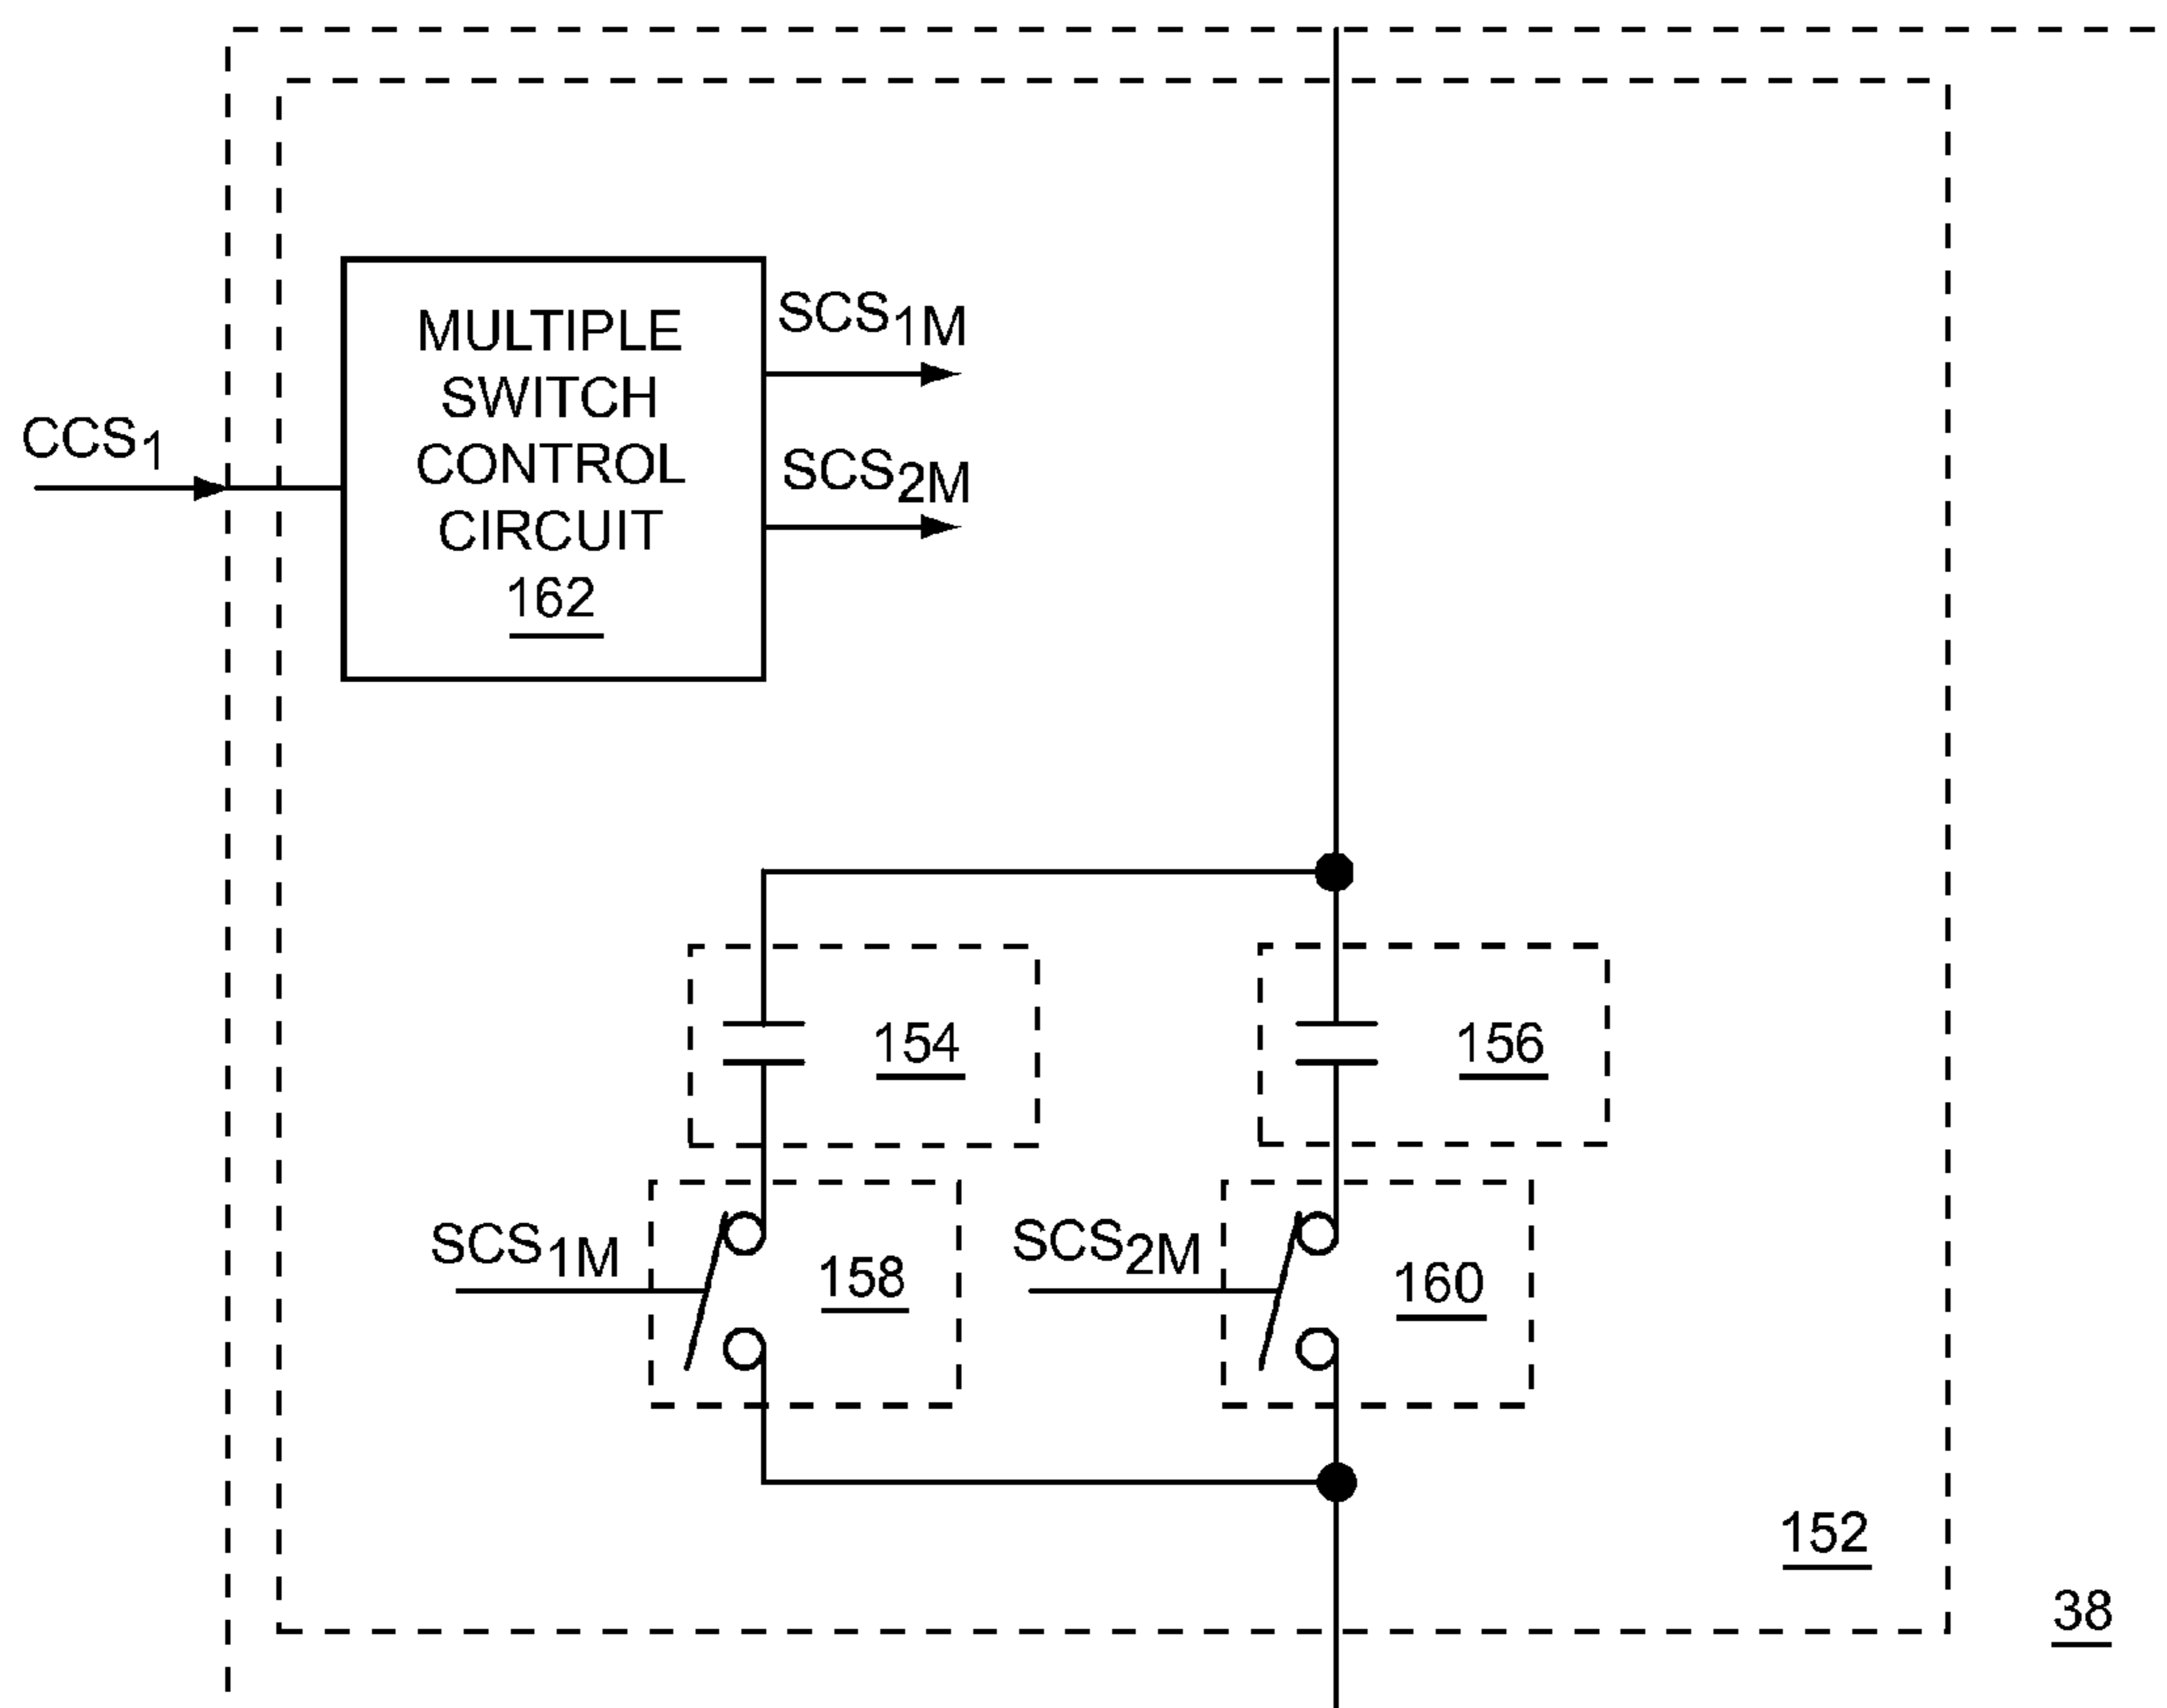 SCS1M
MULTIPLE
SWITCH
CONTROL
CIRCUIT
162
CCS1
SCS2M
154
156
SCS1M
158
SCS2M
160
152
38